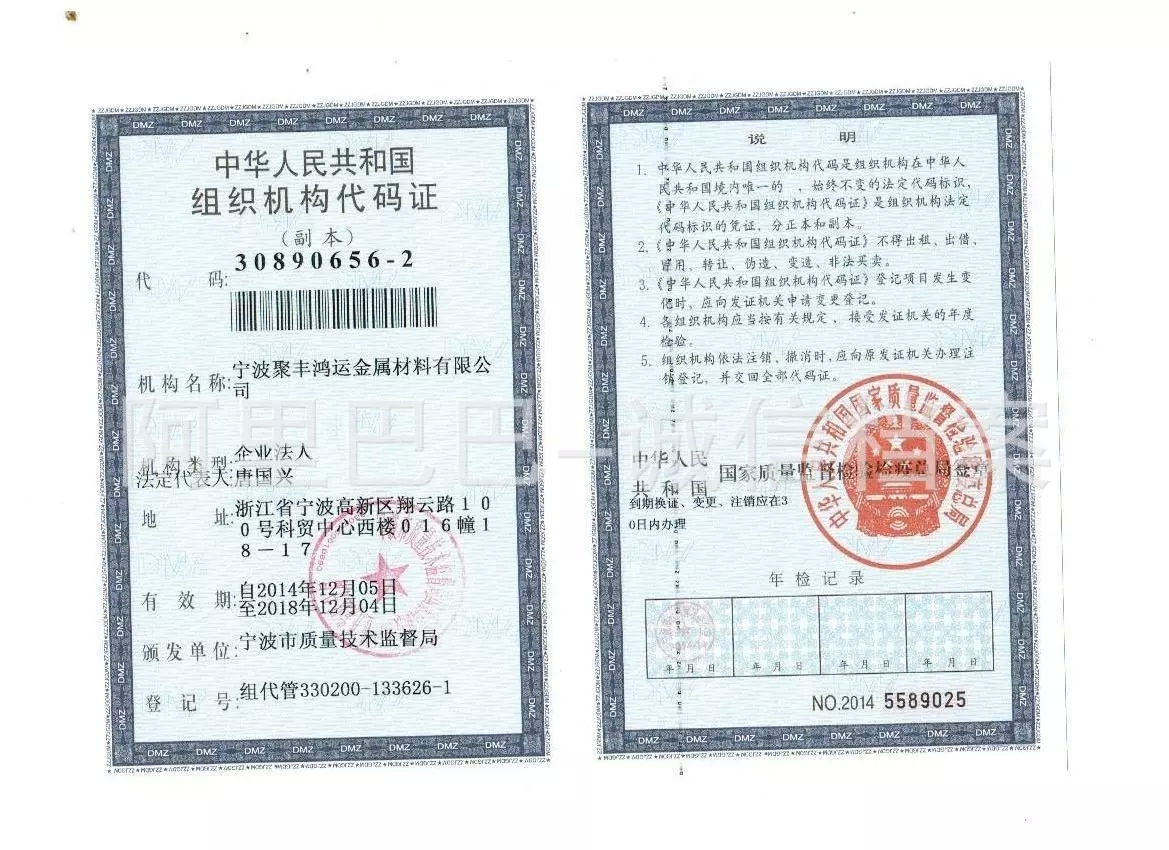 中华人民共和国
组织机构代码证
(副本)
代 码: 30890656-2
机构名称: 宁波聚丰鸿运金属材料有限公
司
机构类型: 企业法人
法定代表人 唐国兴
地 址: 浙江省宁波高新区翔云路10
0号科贸中心西楼016幢1
8-17
有 效 期: 自2014年12月05日
至2018年12月04日
颁发单位: 宁波市质量技术监督局
登 记 号: 组代管330200-133626-1
说 明
1. 中华人民共和国组织机构代码是组织机构在中华人
民共和国境内唯一的 、始终不变的法定代码标识,
《中华人民共和国组织机构代码证》是组织机构法定
代码标识的凭证, 分正本和副本。
2. 《中华人民共和国组织机构代码证》不得出租、出借、
冒用、转让、伪造、变造、非法买卖。
3. 《中华人民共和国组织机构代码证》登记项目发生变
化时, 应向发证机关申请变更登记。
4. 各组织机构应当按有关规定, 接受发证机关的年度
检验。
5. 组织机构依法注销、撤消时, 应向原发证机关办理注
销登记, 并交回全部代码证。
中华人民
共和国 国家质量监督检验检疫总局签章
到期换证、变更、注销应在3
0日内办理
中华人民共和国国家质量监督检验检疫总局
年检记录
年 月 日 年 月 日 年 月 日 年 月 日
NO.2014 5589025
阿里巴巴-诚信档案